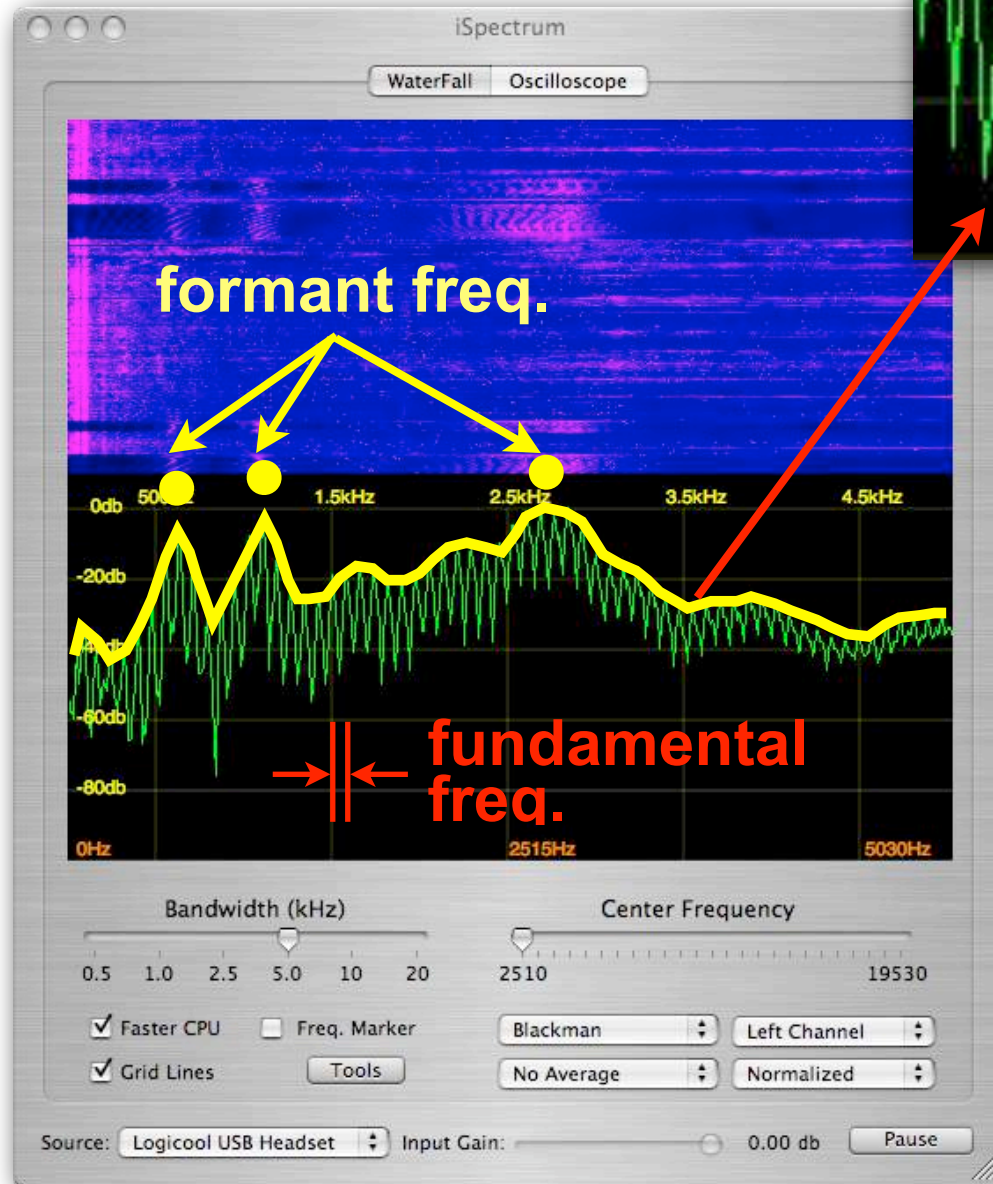 iSpectrum
WaterFall Oscilloscope
formant freq.
0db 1.5kHz 2.5kHz 3.5kHz 4.5kHz
-20db
-60db
fundamental
freq.
-80db
0Hz 2515Hz 5030Hz
Bandwidth (kHz) Center Frequency
0.5 1.0 2.5 5.0 10 20 2510 19530
Faster CPU Freq. Marker Blackman Left Channel
Grid Lines Tools No Average Normalized
Source: Logicool USB Headset Input Gain: 0.00 db Pause